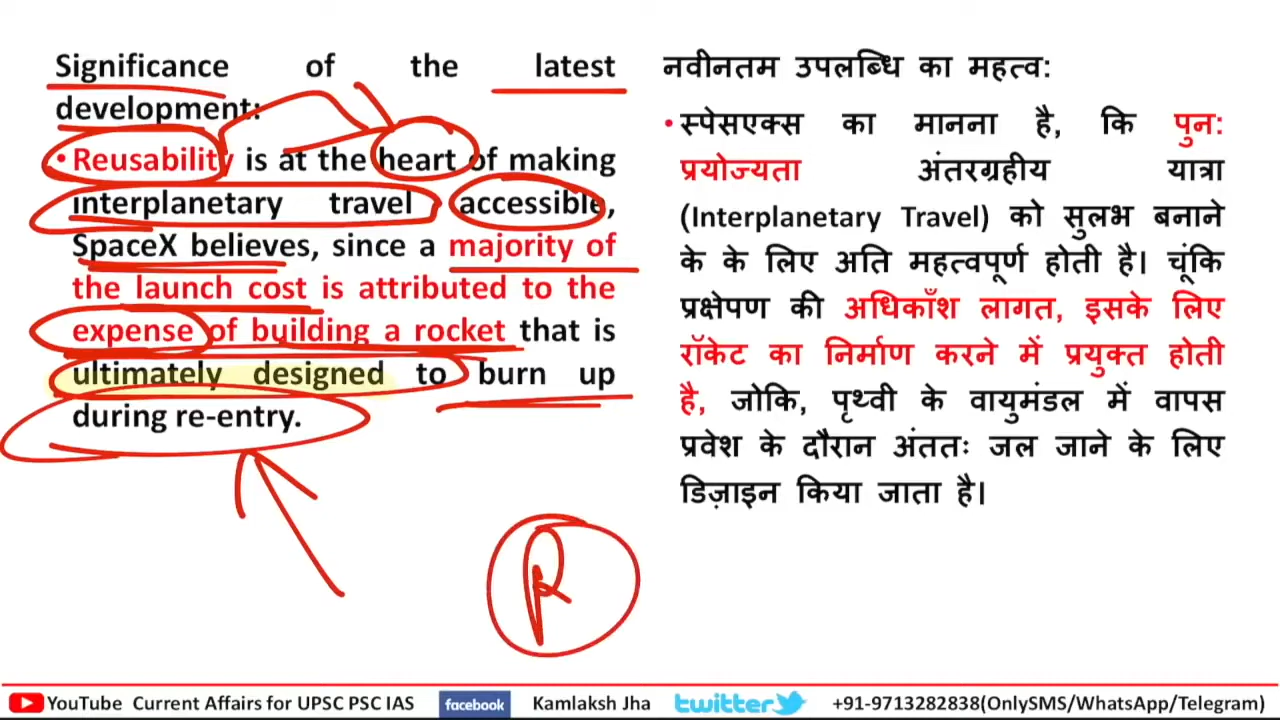 Significance of the latest
development:
• Reusability is at the heart of making
interplanetary travel accessible,
SpaceX believes, since a majority of
the launch cost is attributed to the
expense of building a rocket that is
ultimately designed to burn up
during re-entry.
R
नवीनतम उपलब्धि का महत्व:
• स्पेसएक्स का मानना है, कि पुन:
प्रयोज्यता अंतरग्रहीय यात्रा
(Interplanetary Travel) को सुलभ बनाने
के के लिए अति महत्वपूर्ण होती है। चूंकि
प्रक्षेपण की अधिकाँश लागत, इसके लिए
रॉकेट का निर्माण करने में प्रयुक्त होती
है, जोकि, पृथ्वी के वायुमंडल में वापस
प्रवेश के दौरान अंततः जल जाने के लिए
डिज़ाइन किया जाता है।
YouTube Current Affairs for UPSC PSC IAS facebook Kamlaksh Jha twitter +91-9713282838(OnlySMS/WhatsApp/Telegram)